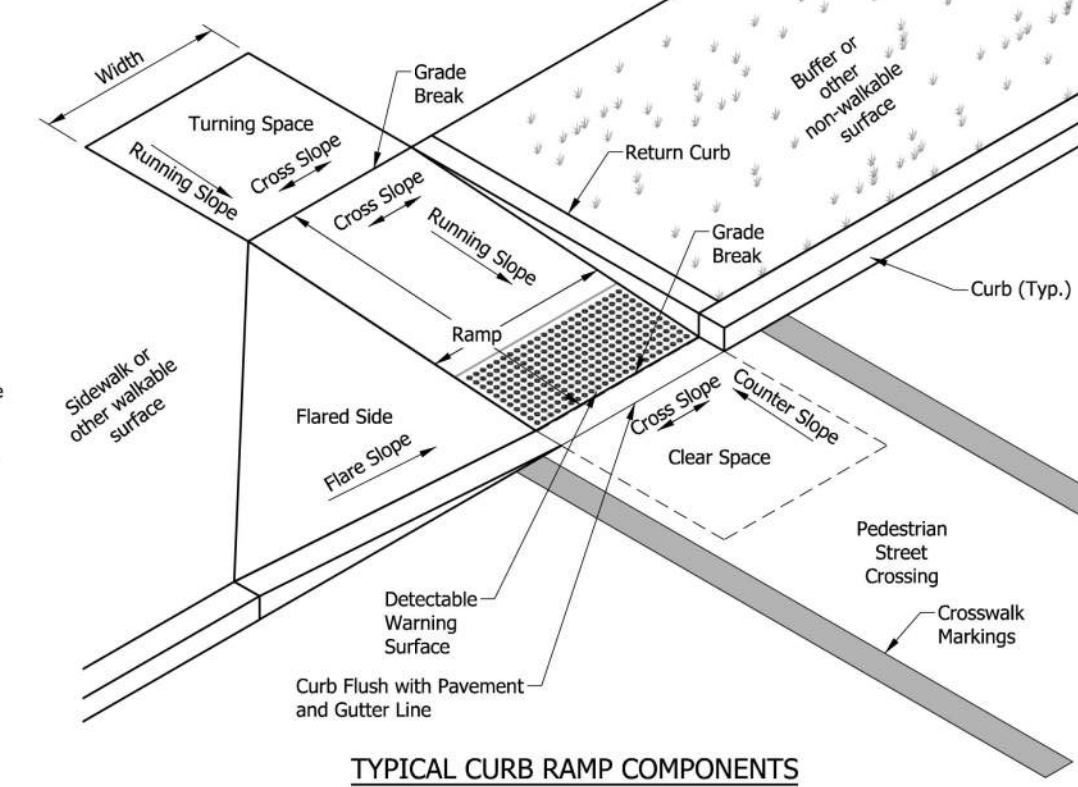 Width
Turning Space
Running Slope
Cross Slope
Grade
Break
Buffer or
other
non-walkable
surface
Return Curb
Cross Slope
Running Slope
Grade
Break
Curb (Typ.)
Ramp
Sidewalk or
other walkable
surface
Flared Side
Flare Slope
Cross Slope
Counter Slope
Clear Space
Pedestrian
Street
Crossing
Detectable
Warning
Surface
Crosswalk
Markings
Curb Flush with Pavement
and Gutter Line
TYPICAL CURB RAMP COMPONENTS